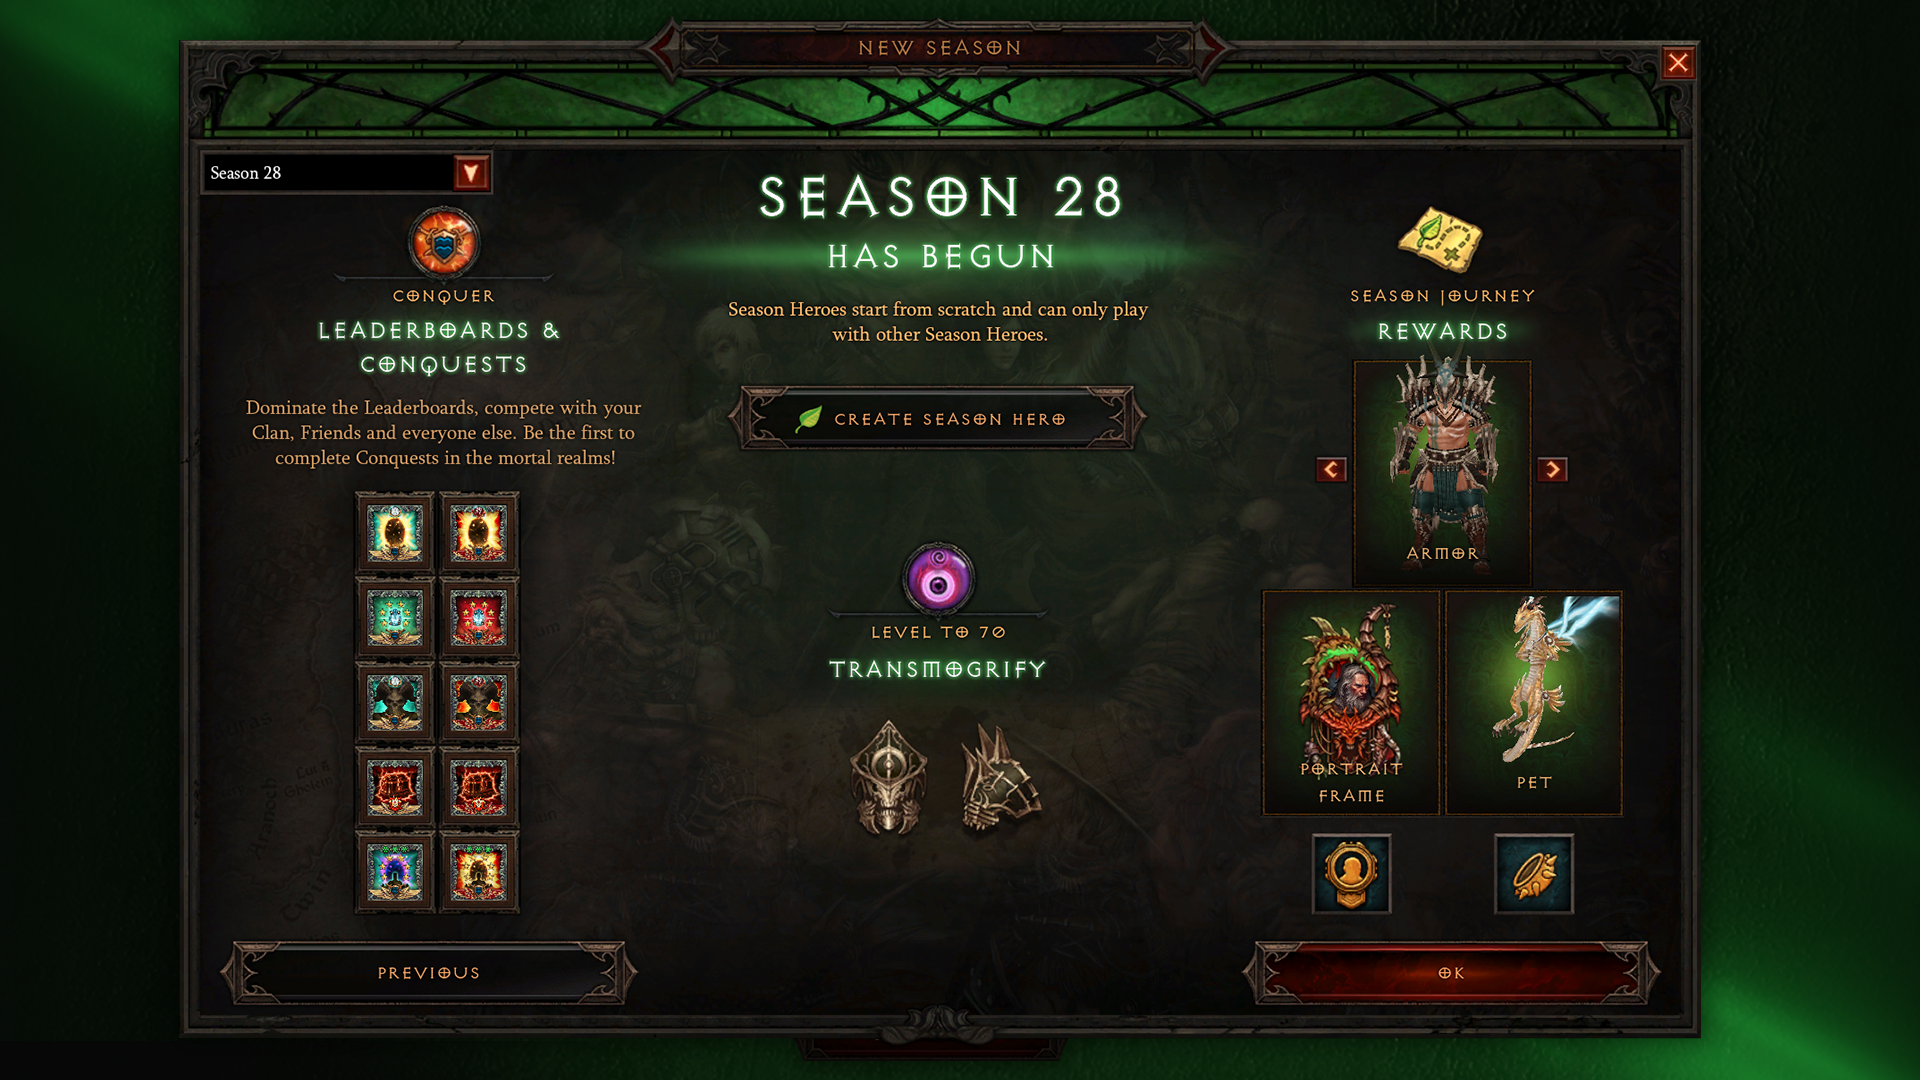 NEW SEASON
Season 28
SEASON 28
HAS BEGUN
Season Heroes start from scratch and can only play
with other Season Heroes.
CREATE SEASON HERO
CONQUER
LEADERBOARDS &
CONQUESTS
Dominate the Leaderboards, compete with your
Clan, Friends and everyone else. Be the first to
complete Conquests in the mortal realms!
LEVEL TO 70
TRANSMOGRIFY
SEASON JOURNEY
REWARDS
ARMOR
PORTRAIT
FRAME
PET
PREVIOUS
OK